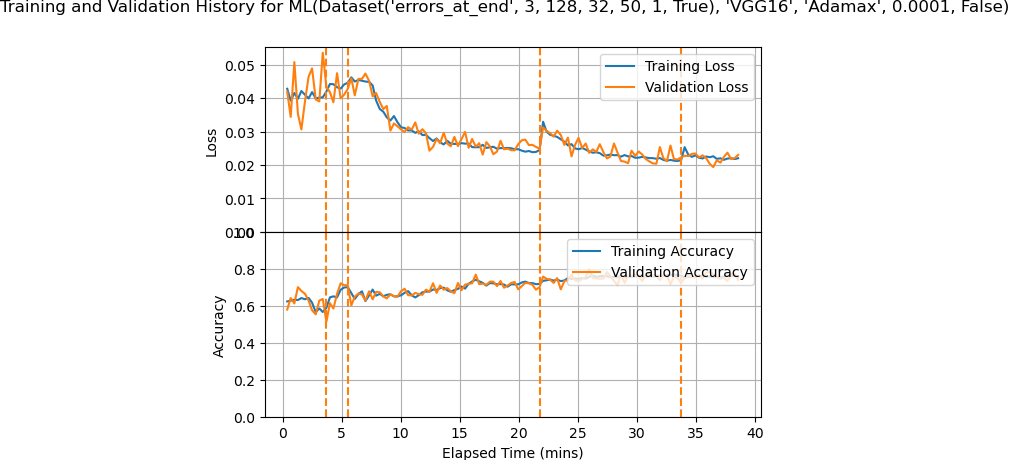 Training and Validation History for ML(Dataset('errors_at_end', 3, 128, 32, 50, 1, True), 'VGG16', 'Adamax', 0.0001, False)
0.05
0.04
0.03
0.02
0.01
0.00
Loss
Training Loss
Validation Loss
1.0
0.8
0.6
0.4
0.2
0.0
Accuracy
Training Accuracy
Validation Accuracy
0 5 10 15 20 25 30 35 40
Elapsed Time (mins)